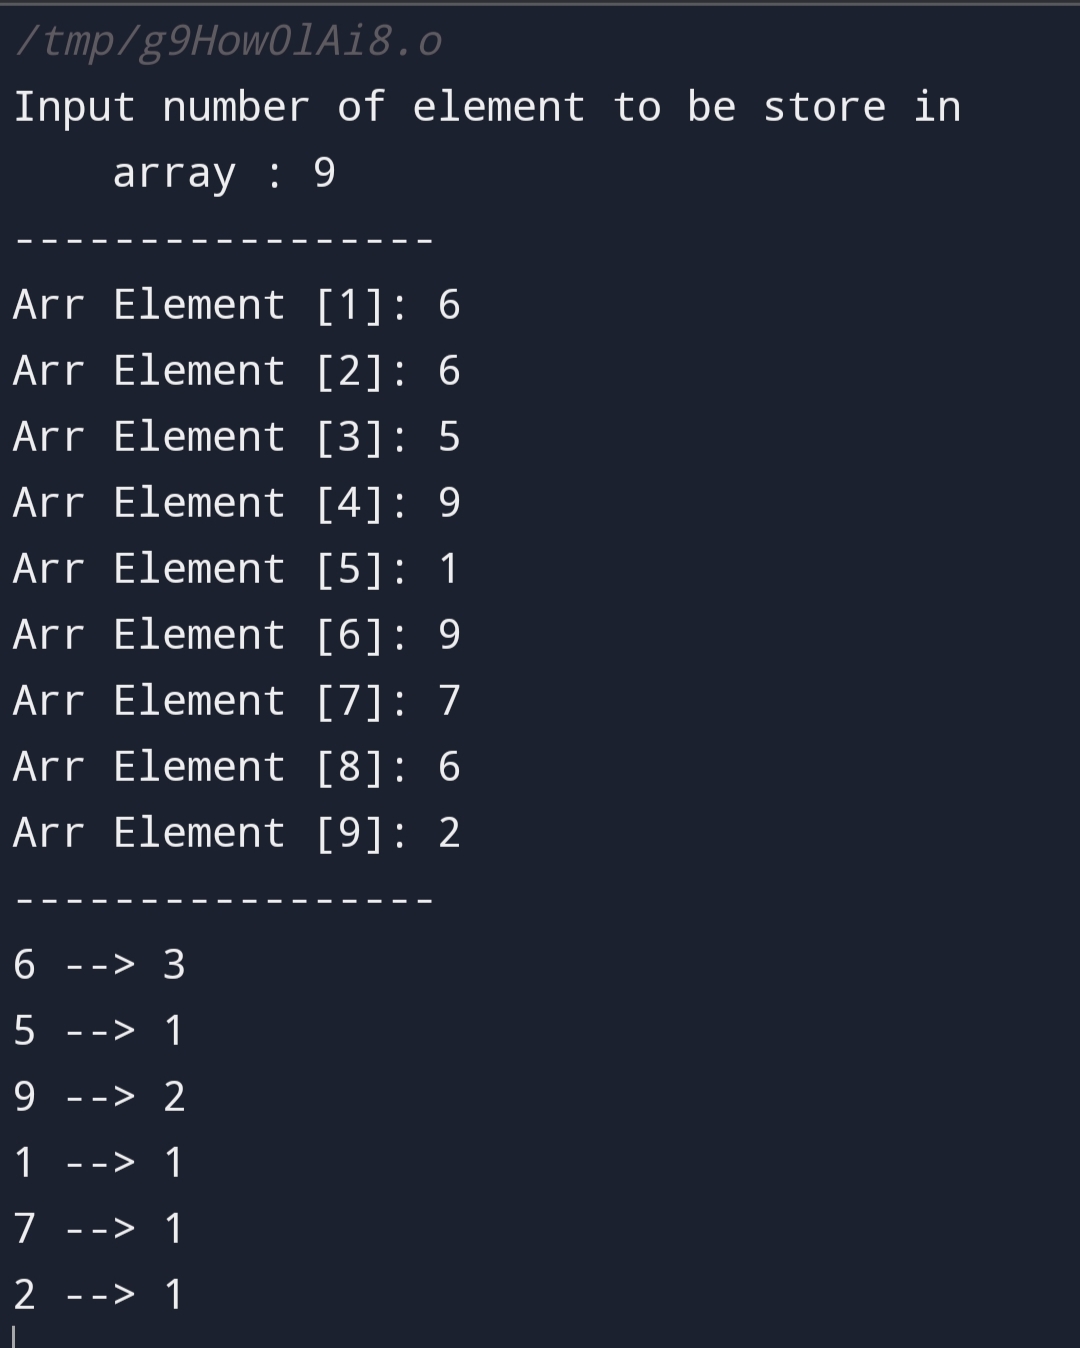 /tmp/g9HowOlAi8.o
Input number of element to be store in
array : 9
-----------------
Arr Element [1]: 6
Arr Element [2]: 6
Arr Element [3]: 5
Arr Element [4]: 9
Arr Element [5]: 1
Arr Element [6]: 9
Arr Element [7]: 7
Arr Element [8]: 6
Arr Element [9]: 2
-----------------
6 --> 3
5 --> 1
9 --> 2
1 --> 1
7 --> 1
2 --> 1